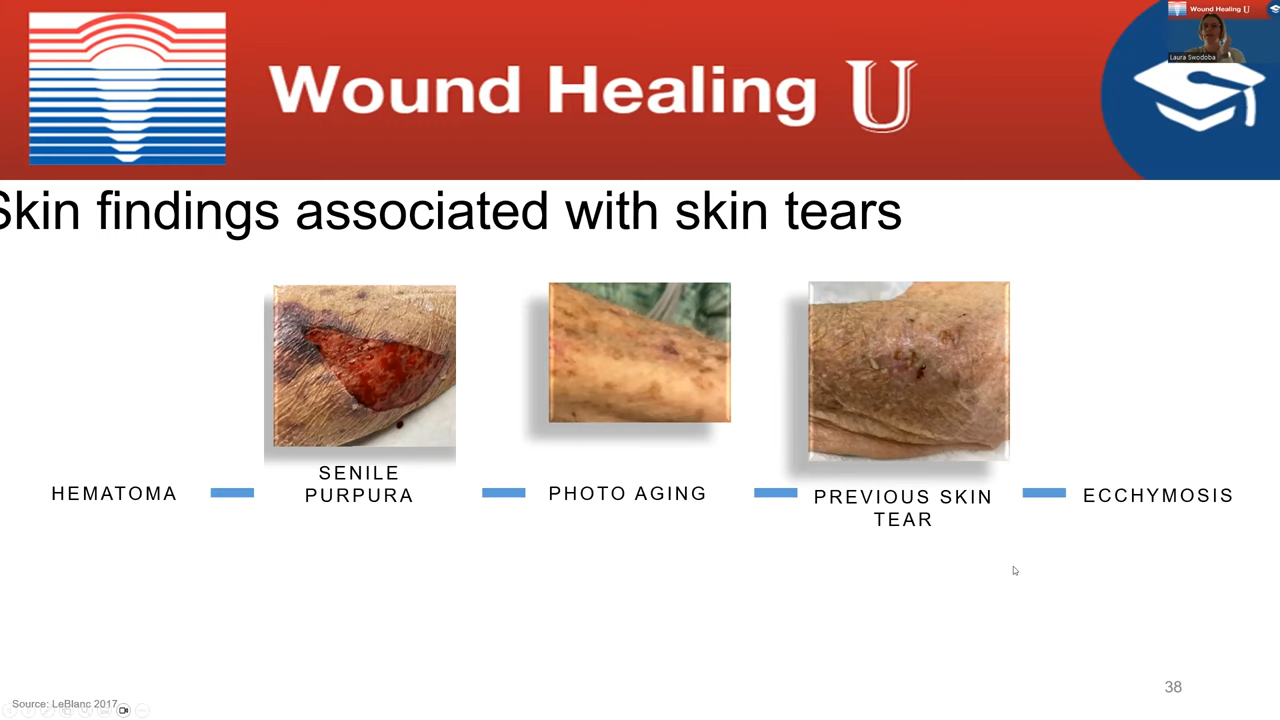 Wound Healing U
Wound Healing U
Laura Swodoba
Skin findings associated with skin tears
HEMATOMA
SENILE
PURPURA
PHOTO AGING
PREVIOUS SKIN
TEAR
ECCHYMOSIS
38
Source: LeBlanc 2017